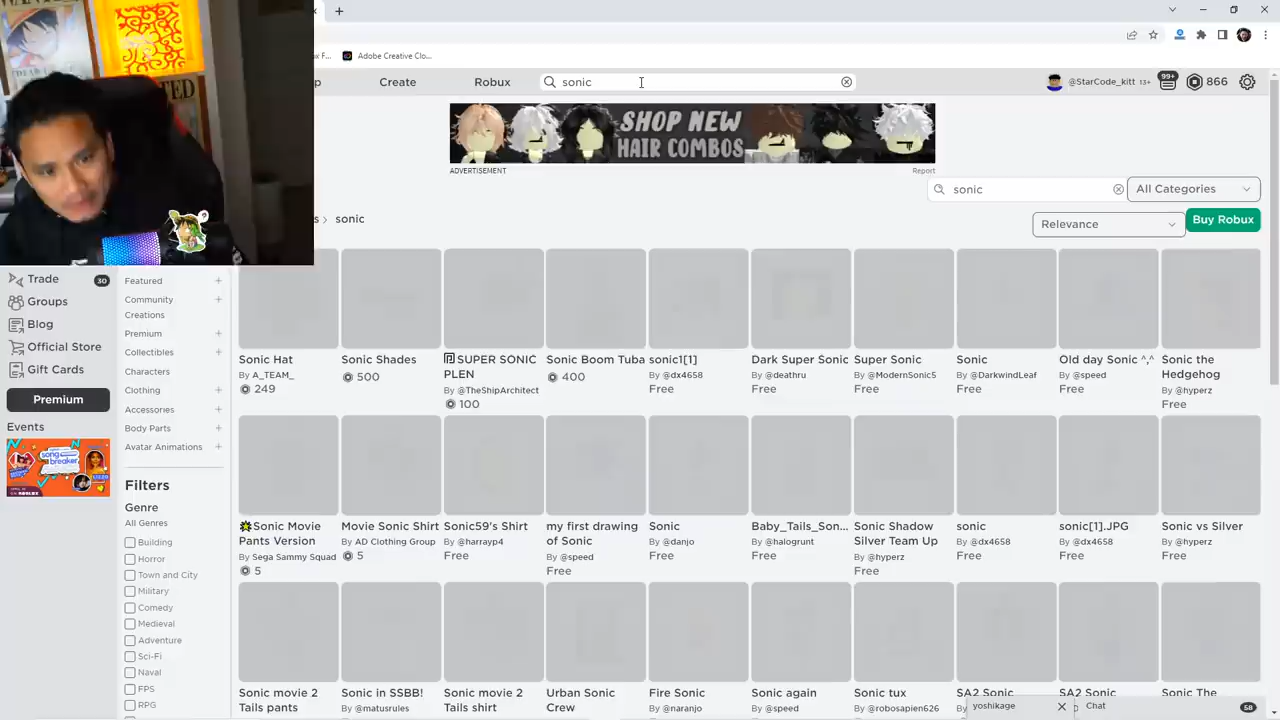 WANTED
WANTED
DEAD
x F...
Adobe Creative Clo...
p
Create
Robux
sonic
@StarCode_kitt 13+
99+
866
SHOP NEW
HAIR COMBOS
ADVERTISEMENT
Report
sonic
All Categories
s > sonic
Relevance
Buy Robux
Trade
30
Groups
Blog
Official Store
Gift Cards
Premium
Events
song
breaker
Featured
Community
Creations
Premium
Collectibles
Characters
Clothing
Accessories
Body Parts
Avatar Animations
Filters
Genre
All Genres
Building
Horror
Town and City
Military
Comedy
Medieval
Adventure
Sci-Fi
Naval
FPS
RPG
Sonic Hat
By A_TEAM_
249
Sonic Shades
500
SUPER SONIC
PLEN
By @TheShipArchitect
100
Sonic Boom Tuba
400
sonic1[1]
By @dx4658
Free
Dark Super Sonic
By @deathru
Free
Super Sonic
By @ModernSonic5
Free
Sonic
By @DarkwindLeaf
Free
Old day Sonic ^,^
By @speed
Free
Sonic the
Hedgehog
By @hyperz
Free
Sonic Movie
Pants Version
By Sega Sammy Squad
5
Movie Sonic Shirt
By AD Clothing Group
5
Sonic59's Shirt
By @harrayp4
Free
my first drawing
of Sonic
By @speed
Free
Sonic
By @danjo
Free
Baby_Tails_Son...
By @halogrunt
Free
Sonic Shadow
Silver Team Up
By @hyperz
Free
sonic
By @dx4658
Free
sonic[1].JPG
By @dx4658
Free
Sonic vs Silver
By @hyperz
Free
Sonic movie 2
Tails pants
Sonic in SSBB!
By @matusrules
Sonic movie 2
Tails shirt
Urban Sonic
Crew
Fire Sonic
By @naranjo
Sonic again
By @speed
Sonic tux
By @robosapien626
SA2 Sonic
SA2 Sonic
Sonic The
yoshikage
Chat
58